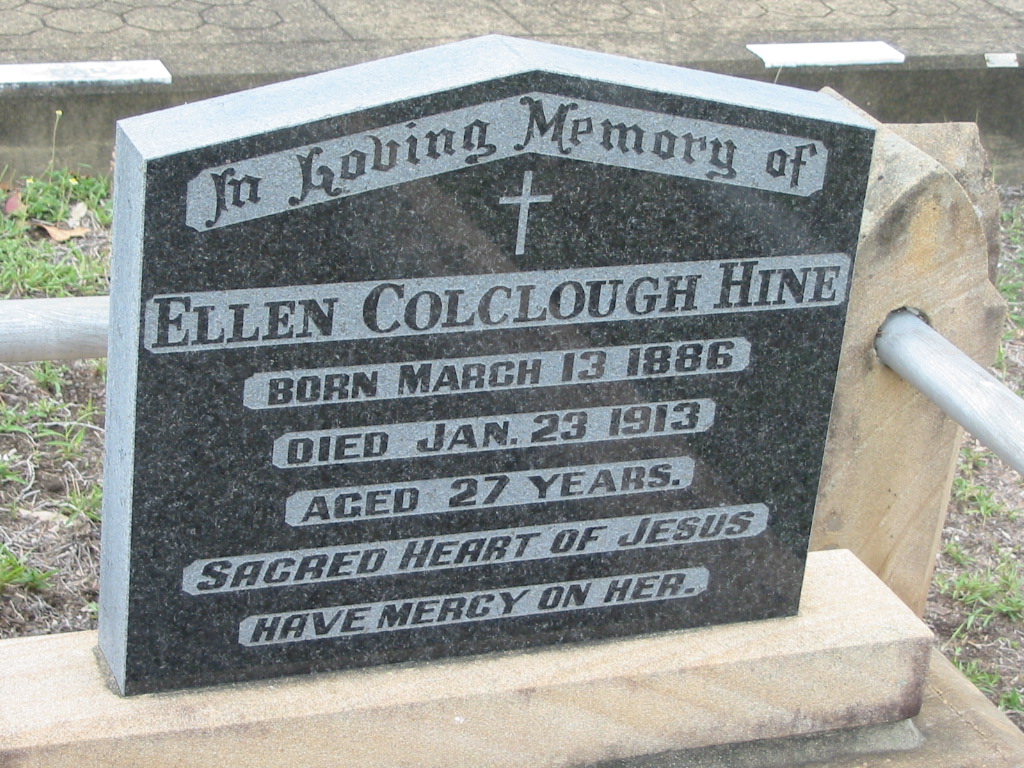 In Loving Memory of
ELLEN COLCLOUGH HINE
BORN MARCH 13 1886
DIED JAN. 23 1913
AGED 27 YEARS.
SACRED HEART OF JESUS
HAVE MERCY ON HER.